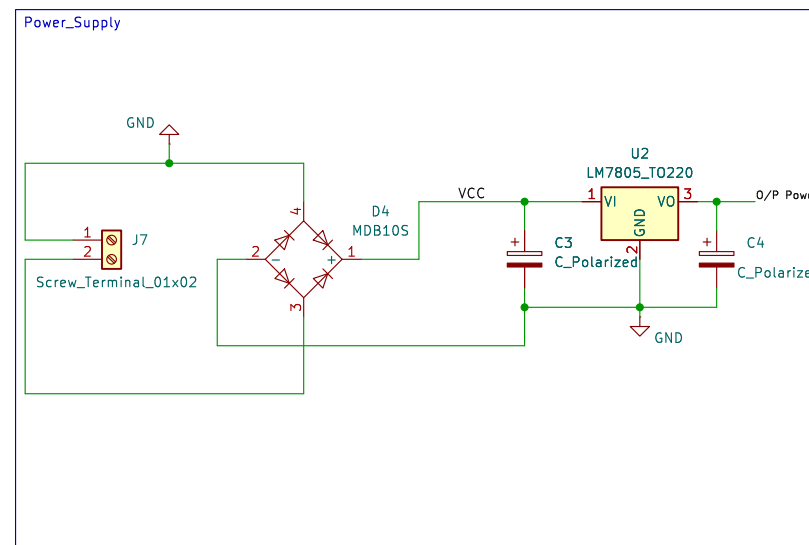 Power_Supply
GND
1
2
J7
Screw_Terminal_01x02
4
D4
MDB10S
2
-
+
1
3
VCC
U2
LM7805_TO220
1
VI
VO
3
GND
2
O/P Powe
+
C3
C_Polarized
+
C4
C_Polarize
GND